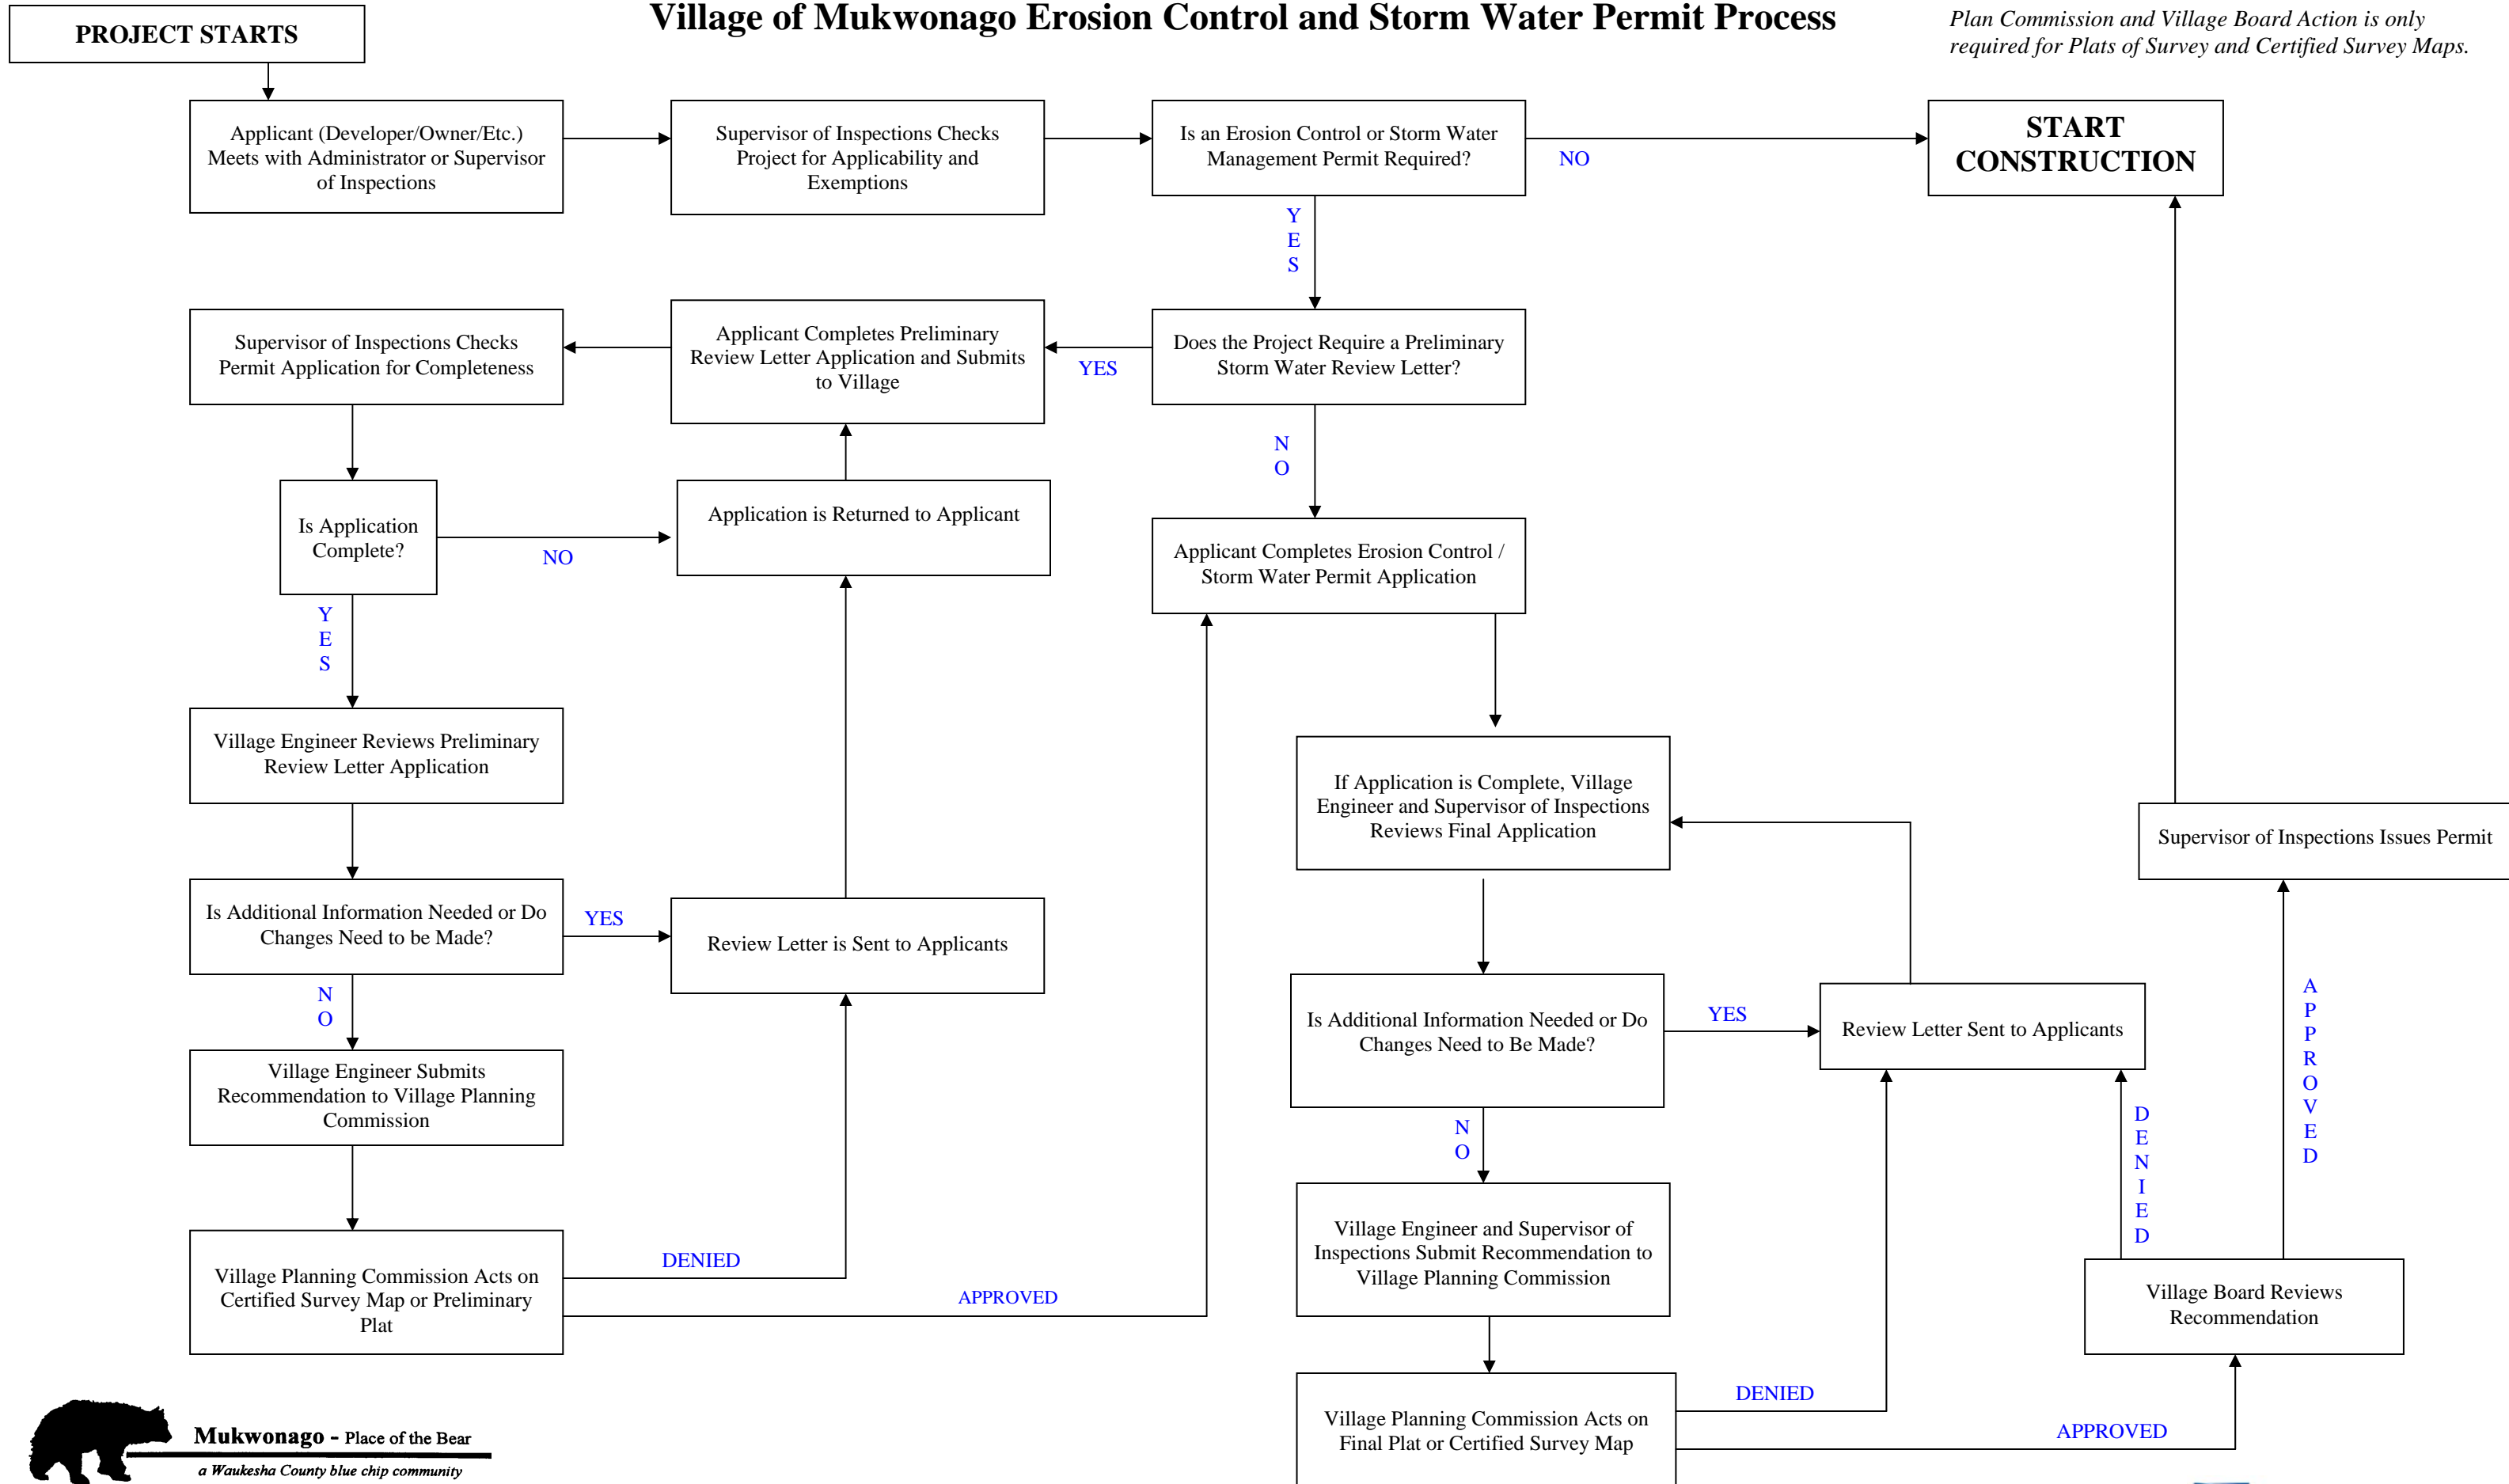 Village of Mukwonago Erosion Control and Storm Water Permit Process
Plan Commission and Village Board Action is only
required for Plats of Survey and Certified Survey Maps.
PROJECT STARTS
Applicant (Developer/Owner/Etc.)
Meets with Administrator or Supervisor
of Inspections
Supervisor of Inspections Checks
Project for Applicability and
Exemptions
Is an Erosion Control or Storm Water
Management Permit Required?
NO
START
CONSTRUCTION
YES
Does the Project Require a Preliminary
Storm Water Review Letter?
YES
Applicant Completes Preliminary
Review Letter Application and Submits
to Village
Supervisor of Inspections Checks
Permit Application for Completeness
Is Application
Complete?
NO
Application is Returned to Applicant
YES
Village Engineer Reviews Preliminary
Review Letter Application
Is Additional Information Needed or Do
Changes Need to be Made?
YES
Review Letter is Sent to Applicants
NO
Village Engineer Submits
Recommendation to Village Planning
Commission
Village Planning Commission Acts on
Certified Survey Map or Preliminary
Plat
DENIED
APPROVED
NO
Applicant Completes Erosion Control /
Storm Water Permit Application
If Application is Complete, Village
Engineer and Supervisor of Inspections
Reviews Final Application
Is Additional Information Needed or Do
Changes Need to Be Made?
YES
Review Letter Sent to Applicants
NO
Village Engineer and Supervisor of
Inspections Submit Recommendation to
Village Planning Commission
Village Planning Commission Acts on
Final Plat or Certified Survey Map
DENIED
APPROVED
Village Board Reviews
Recommendation
DENIED
APPROVED
Supervisor of Inspections Issues Permit
Mukwonago - Place of the Bear
a Waukesha County blue chip community